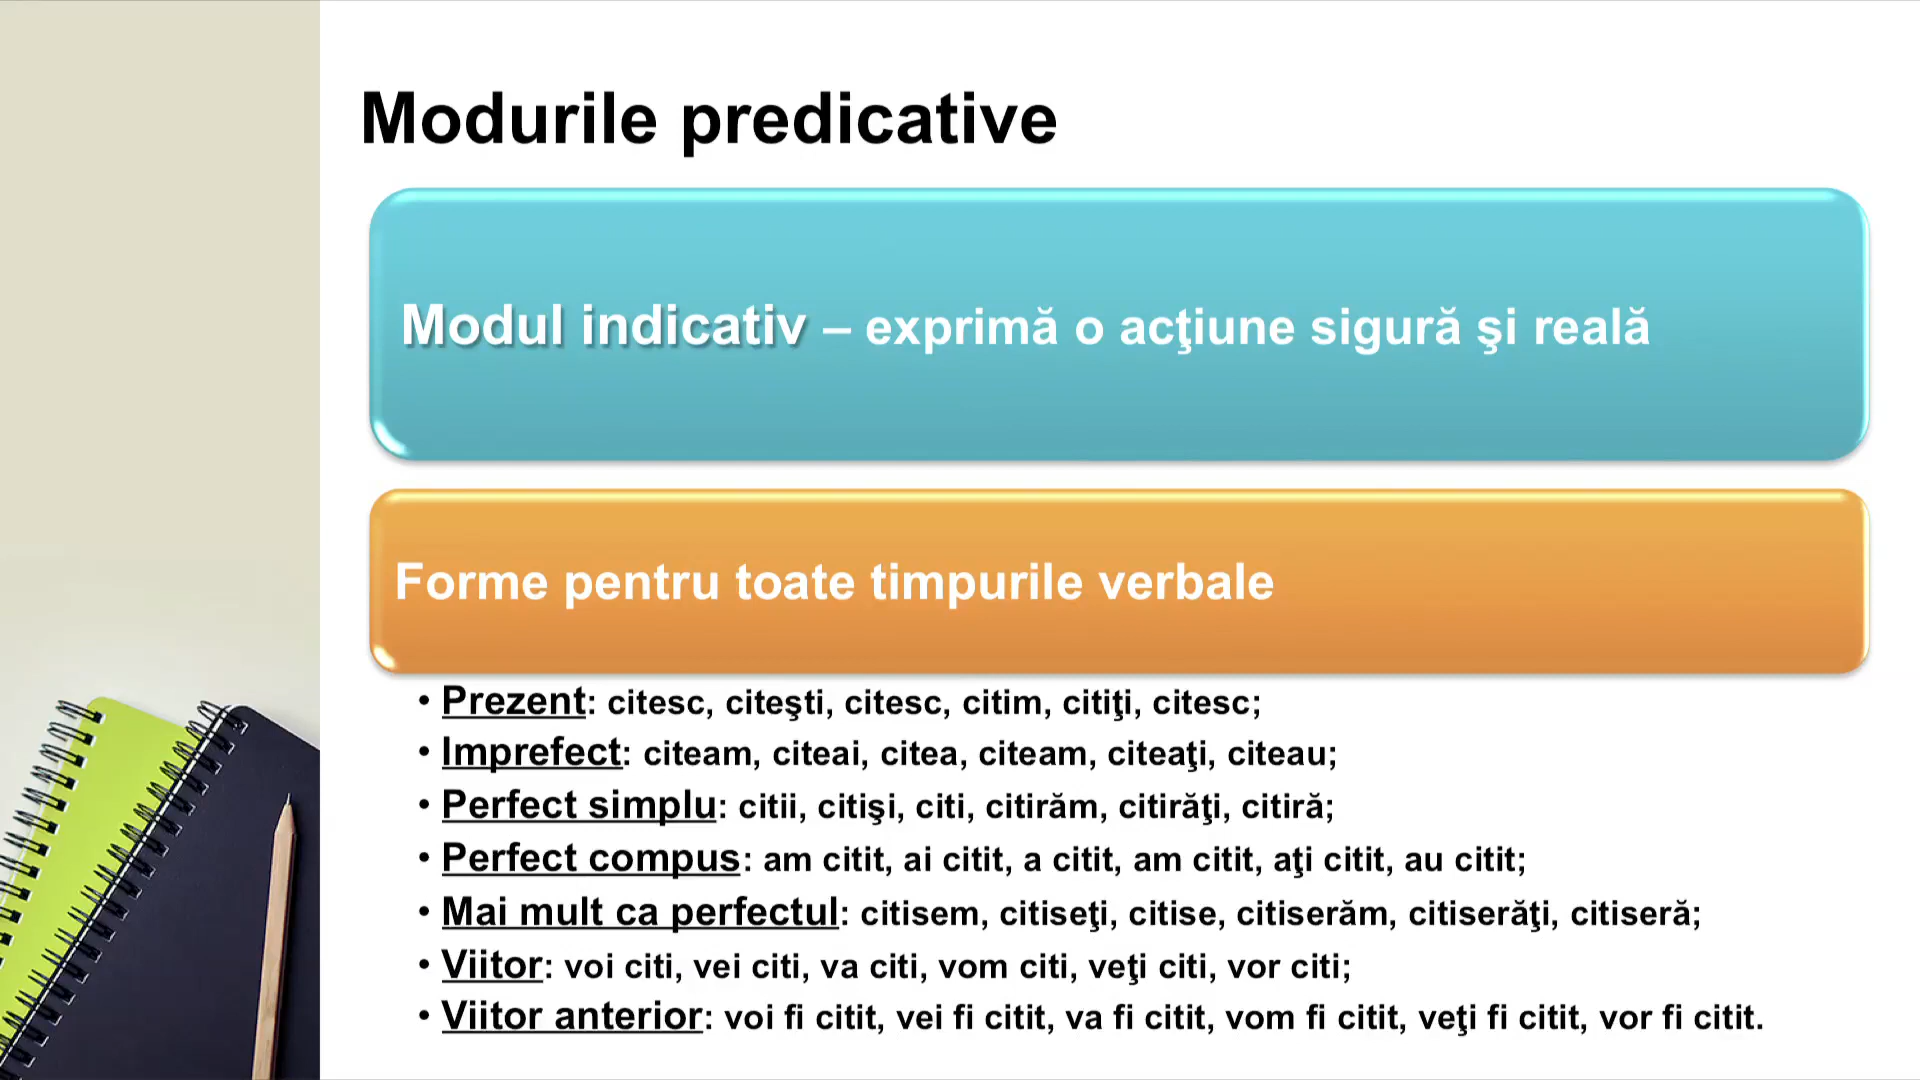 Modurile predicative
Modul indicativ – exprimă o acţiune sigură şi reală
Forme pentru toate timpurile verbale
• Prezent: citesc, citeşti, citesc, citim, citiţi, citesc;
• Imprefect: citeam, citeai, citea, citeam, citeaţi, citeau;
• Perfect simplu: citii, citişi, citi, citirăm, citirăţi, citiră;
• Perfect compus: am citit, ai citit, a citit, am citit, aţi citit, au citit;
• Mai mult ca perfectul: citisem, citiseţi, citise, citiserăm, citiserăţi, citiseră;
• Viitor: voi citi, vei citi, va citi, vom citi, veţi citi, vor citi;
• Viitor anterior: voi fi citit, vei fi citit, va fi citit, vom fi citit, veţi fi citit, vor fi citit.